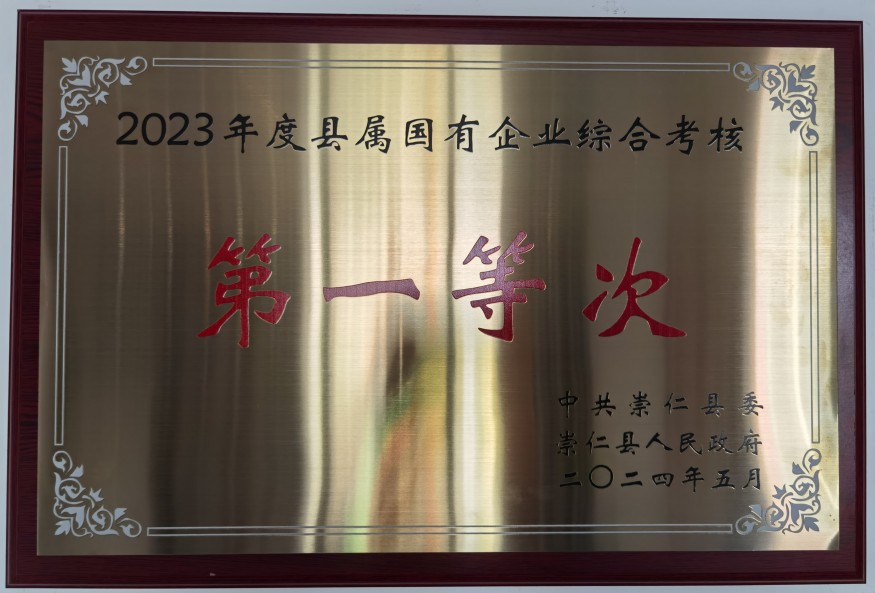 2023年度县属国有企业综合考核
第一等次
中共崇仁县委
崇仁县人民政府
二〇二四年五月